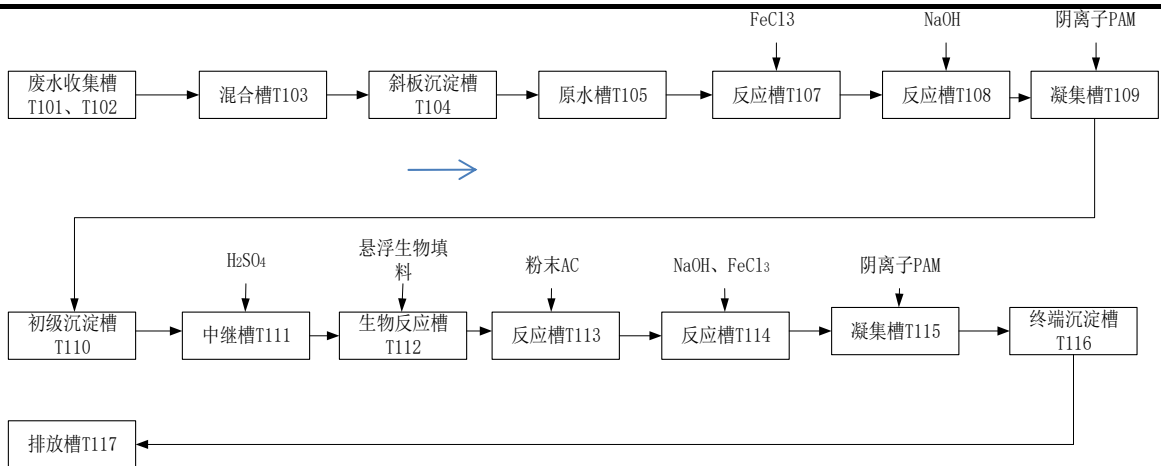 FeCl3
NaOH
阴离子PAM
废水收集槽
T101、T102
混合槽T103
斜板沉淀槽
T104
原水槽T105
反应槽T107
反应槽T108
凝集槽T109
H₂SO₄
悬浮生物填
料
粉末AC
NaOH、FeCl₃
阴离子PAM
初级沉淀槽
T110
中继槽T111
生物反应槽
T112
反应槽T113
反应槽T114
凝集槽T115
终端沉淀槽
T116
排放槽T117